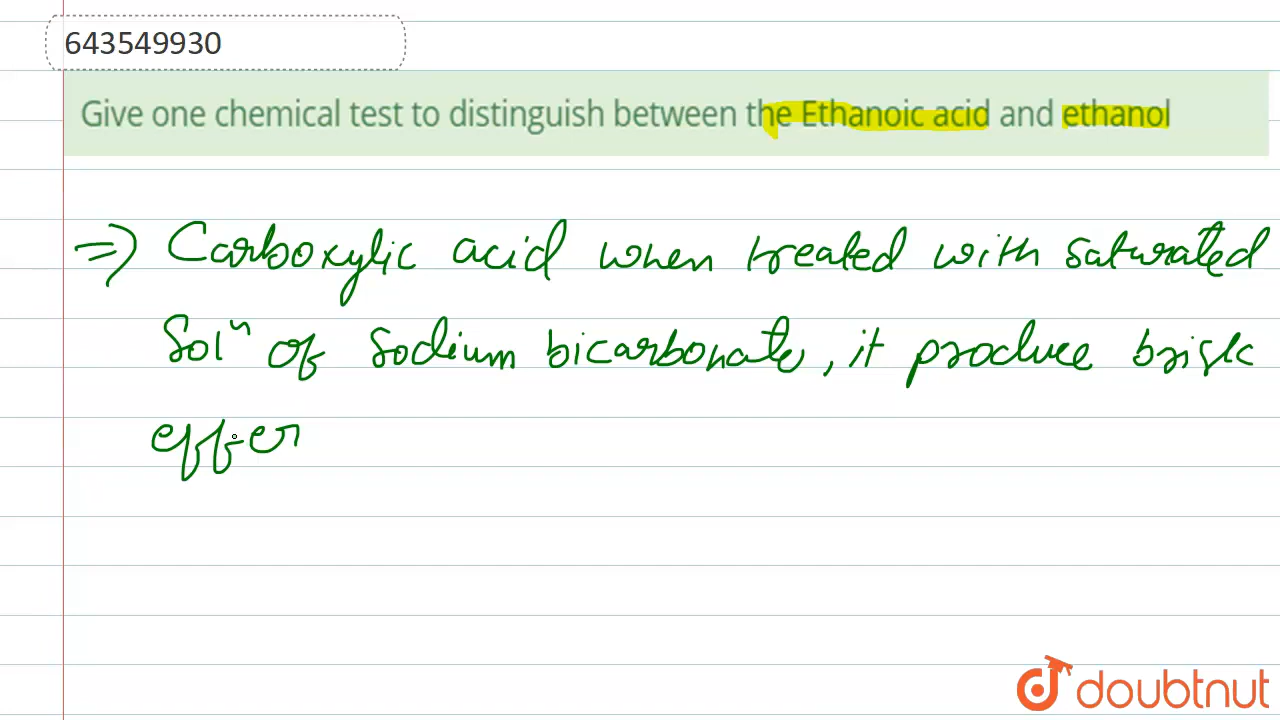 643549930
Give one chemical test to distinguish between the Ethanoic acid and ethanol
=) Carboxylic acid when treated with saturated
Solⁿ of sodium bicarbonate, it produce brisk
effer
doubtnut